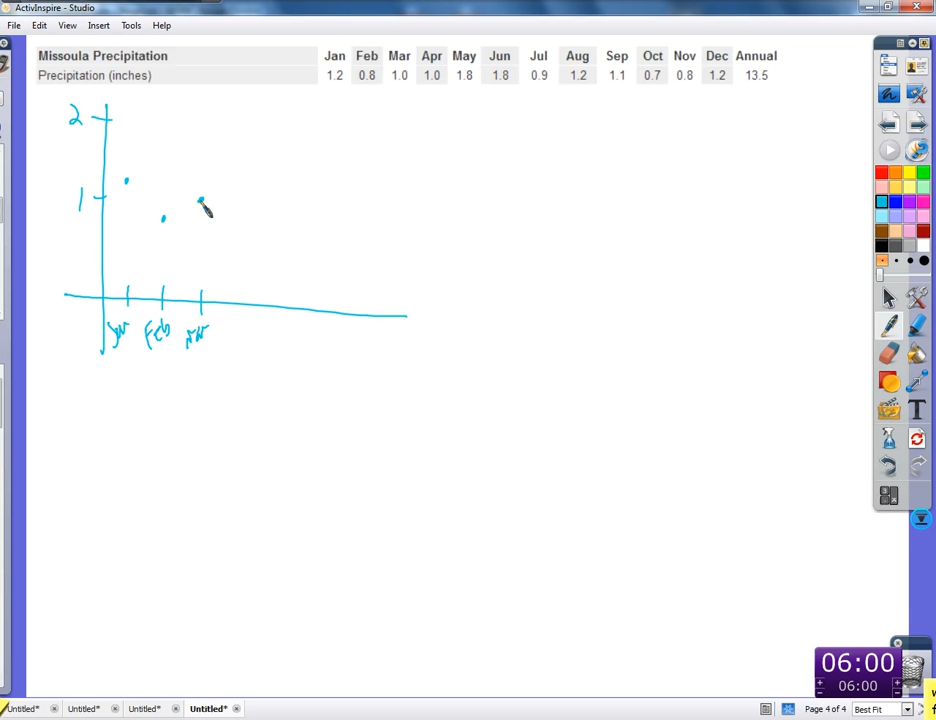 ActivInspire - Studio
File Edit View Insert Tools Help
Missoula Precipitation Jan Feb Mar Apr May Jun Jul Aug Sep Oct Nov Dec Annual
Precipitation (inches) 1.2 0.8 1.0 1.0 1.8 1.8 0.9 1.2 1.1 0.7 0.8 1.2 13.5
2
1
Jan Feb Mar
06:00
06:00
Untitled* Untitled* Untitled* Untitled* Page 4 of 4 Best Fit